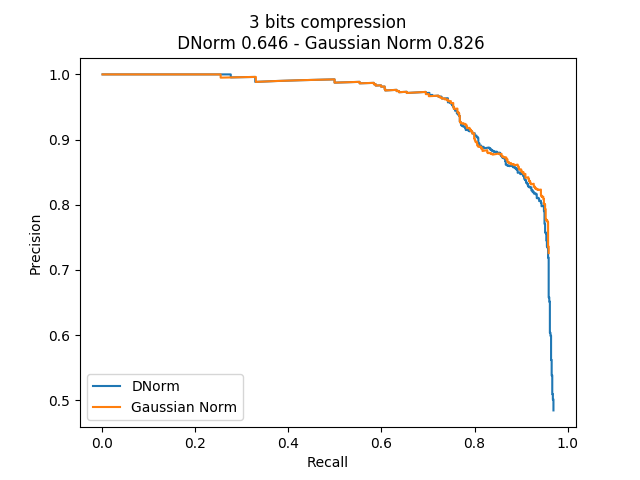 3 bits compression
DNorm 0.646 - Gaussian Norm 0.826
Precision
1.0
0.9
0.8
0.7
0.6
0.5
DNorm
Gaussian Norm
0.0 0.2 0.4 0.6 0.8 1.0
Recall